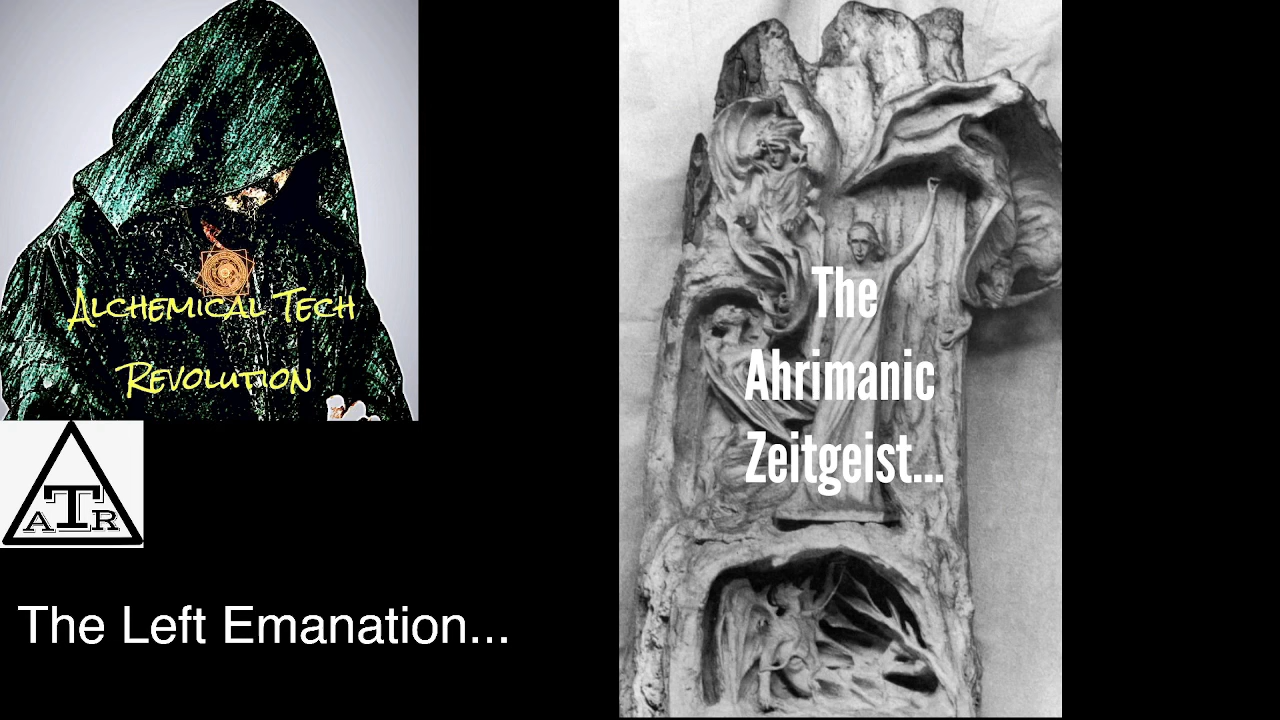 Alchemical Tech
Revolution
ATR
The Left Emanation...
The
Ahrimanic
Zeitgeist...